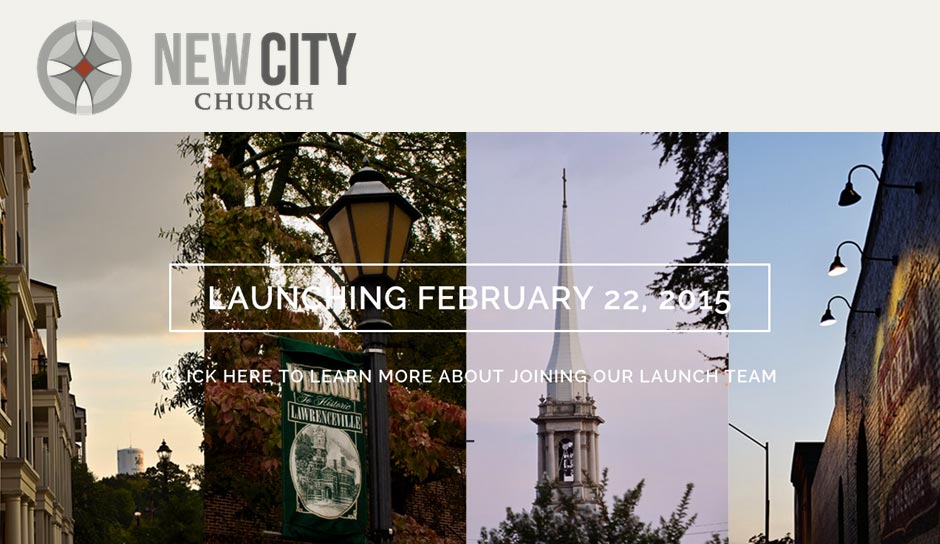 NEW CITY
CHURCH
LAUNCHING FEBRUARY 22, 2015
CLICK HERE TO LEARN MORE ABOUT JOINING OUR LAUNCH TEAM
To Historic
LAWRENCEVILLE